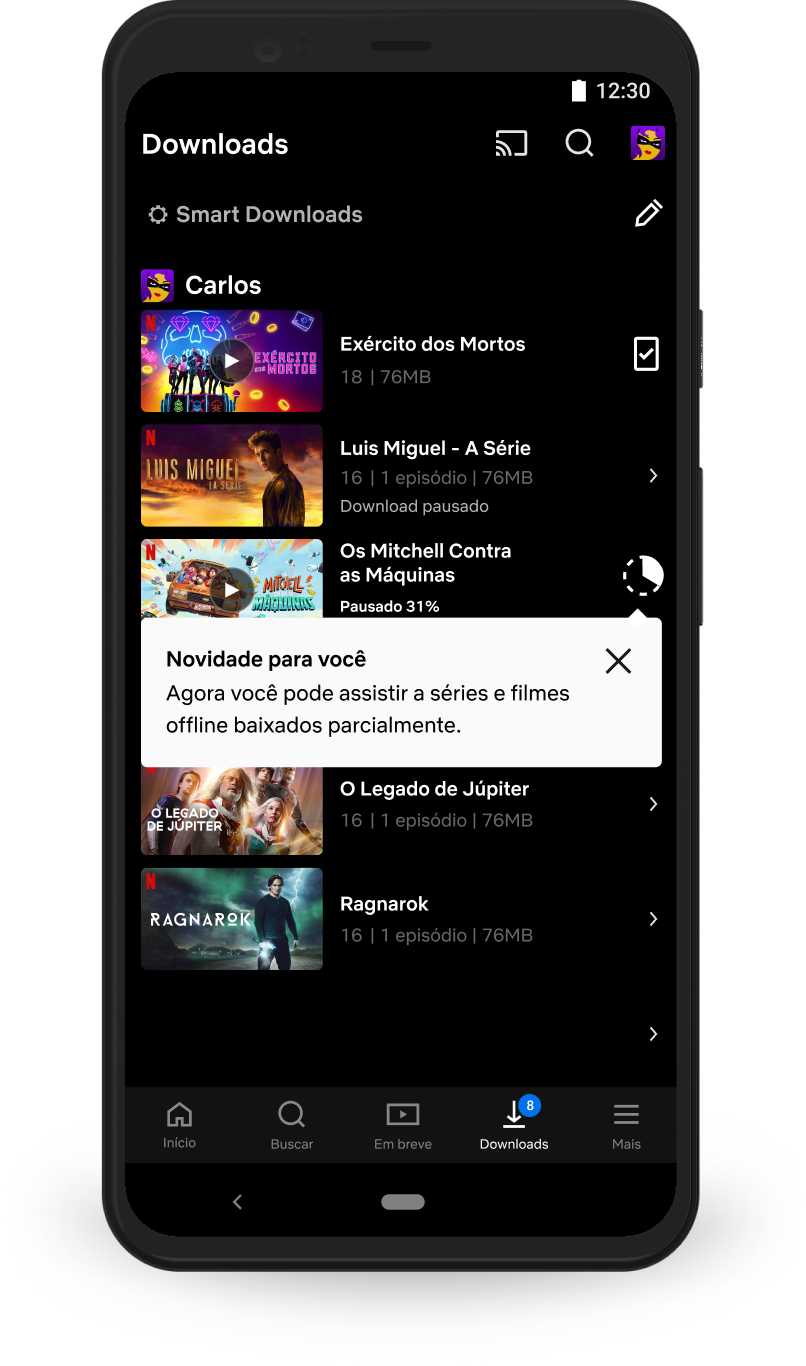 12:30
Downloads
Smart Downloads
Carlos
N
EXÉRCITO
DOS MORTOS
Exército dos Mortos
18 | 76MB
N
LUIS MIGUEL
LA SERIE
Luis Miguel - A Série
16 | 1 episódio | 76MB
Download pausado
N
MITCHELL
MÁQUINAS
Os Mitchell Contra
as Máquinas
Pausado 31%
Novidade para você
Agora você pode assistir a séries e filmes
offline baixados parcialmente.
O LEGADO
DE JÚPITER
O Legado de Júpiter
16 | 1 episódio | 76MB
N
RAGNAROK
Ragnarok
16 | 1 episódio | 76MB
8
Início
Buscar
Em breve
Downloads
Mais